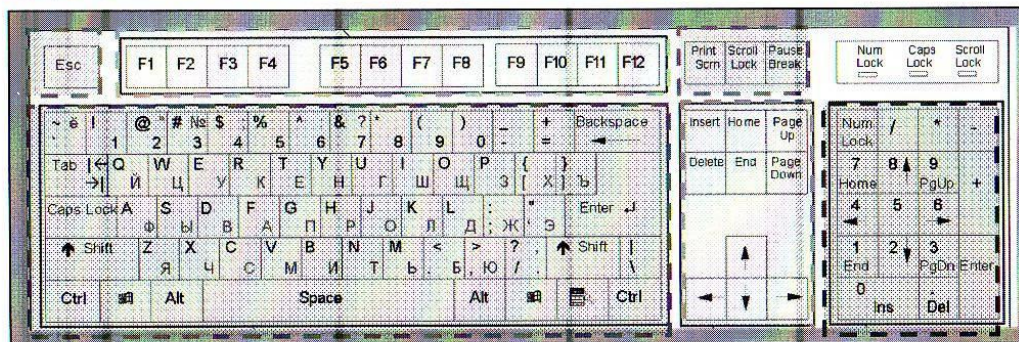 Esc F1 F2 F3 F4 F5 F6 F7 F8 F9 F10 F11 F12 Print Scrn Scroll Lock Pause Break Num Lock Caps Lock Scroll Lock
~ ё ! @ " # № $ % ^ & ? * ( ) _ + Backspace Insert Home Page Up Num Lock / * -
` 1 2 3 4 5 6 7 8 9 0 - =
Tab Q W E R T Y U I O P { } Delete End Page Down 7 8 9
Й Ц У К Е Н Г Ш Щ З [ Х ] Ъ Home PgUp +
Caps Lock A S D F G H J K L : " Enter 4 5 6
Ф Ы В А П Р О Л Д ; Ж ' Э
Shift Z X C V B N M < > ? , Shift | 1 2 3
Я Ч С М И Т Ь . Б , Ю / . \ End PgDn Enter
Ctrl Alt Space Alt Ctrl 0 .
Ins Del